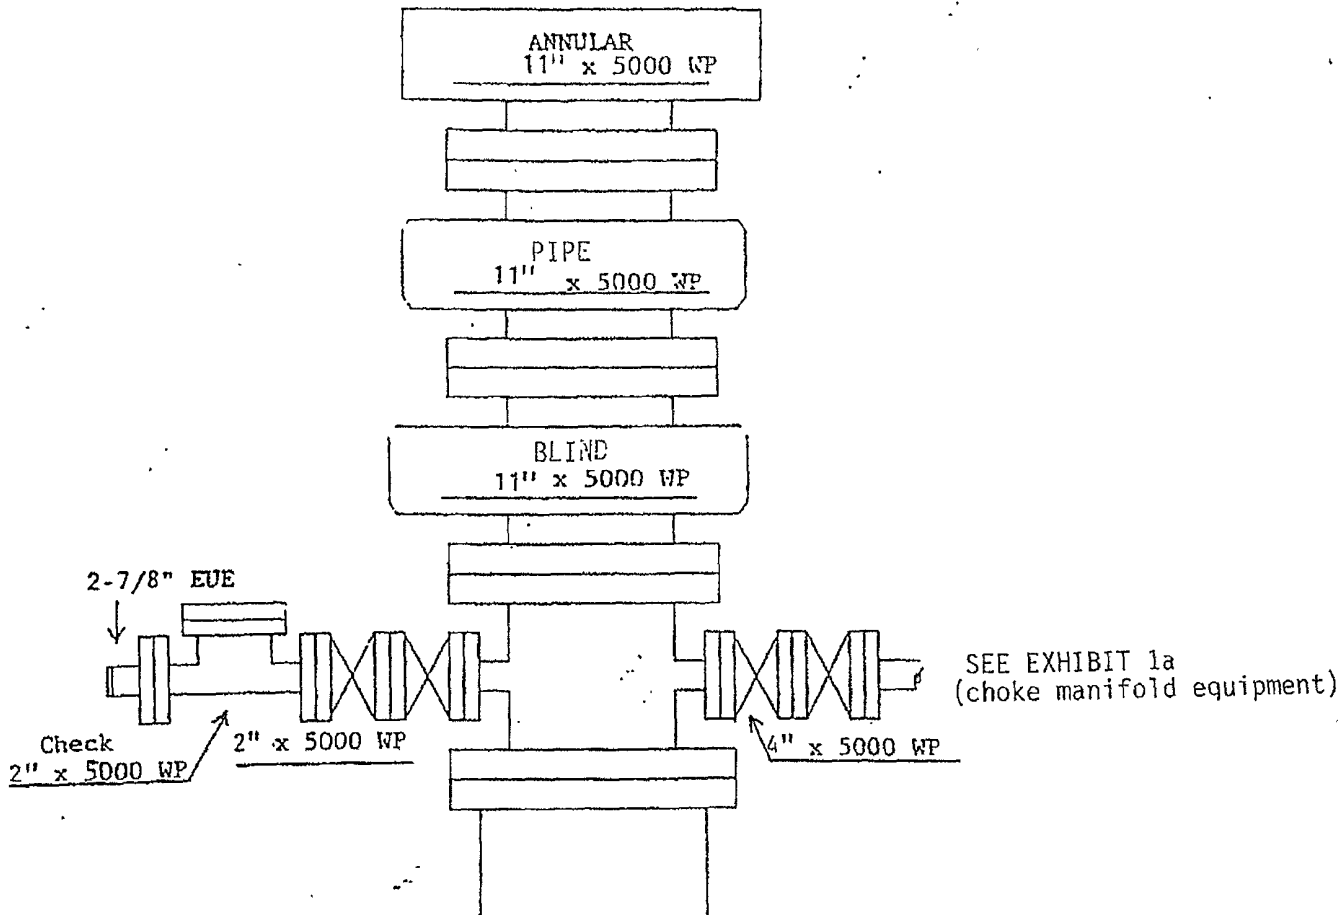 ANNULAR
11" x 5000 WP
PIPE
11" x 5000 WP
BLIND
11" x 5000 WP
2-7/8" EUE
SEE EXHIBIT 1a
(choke manifold equipment)
Check
2" x 5000 WP
2" x 5000 WP
4" x 5000 WP